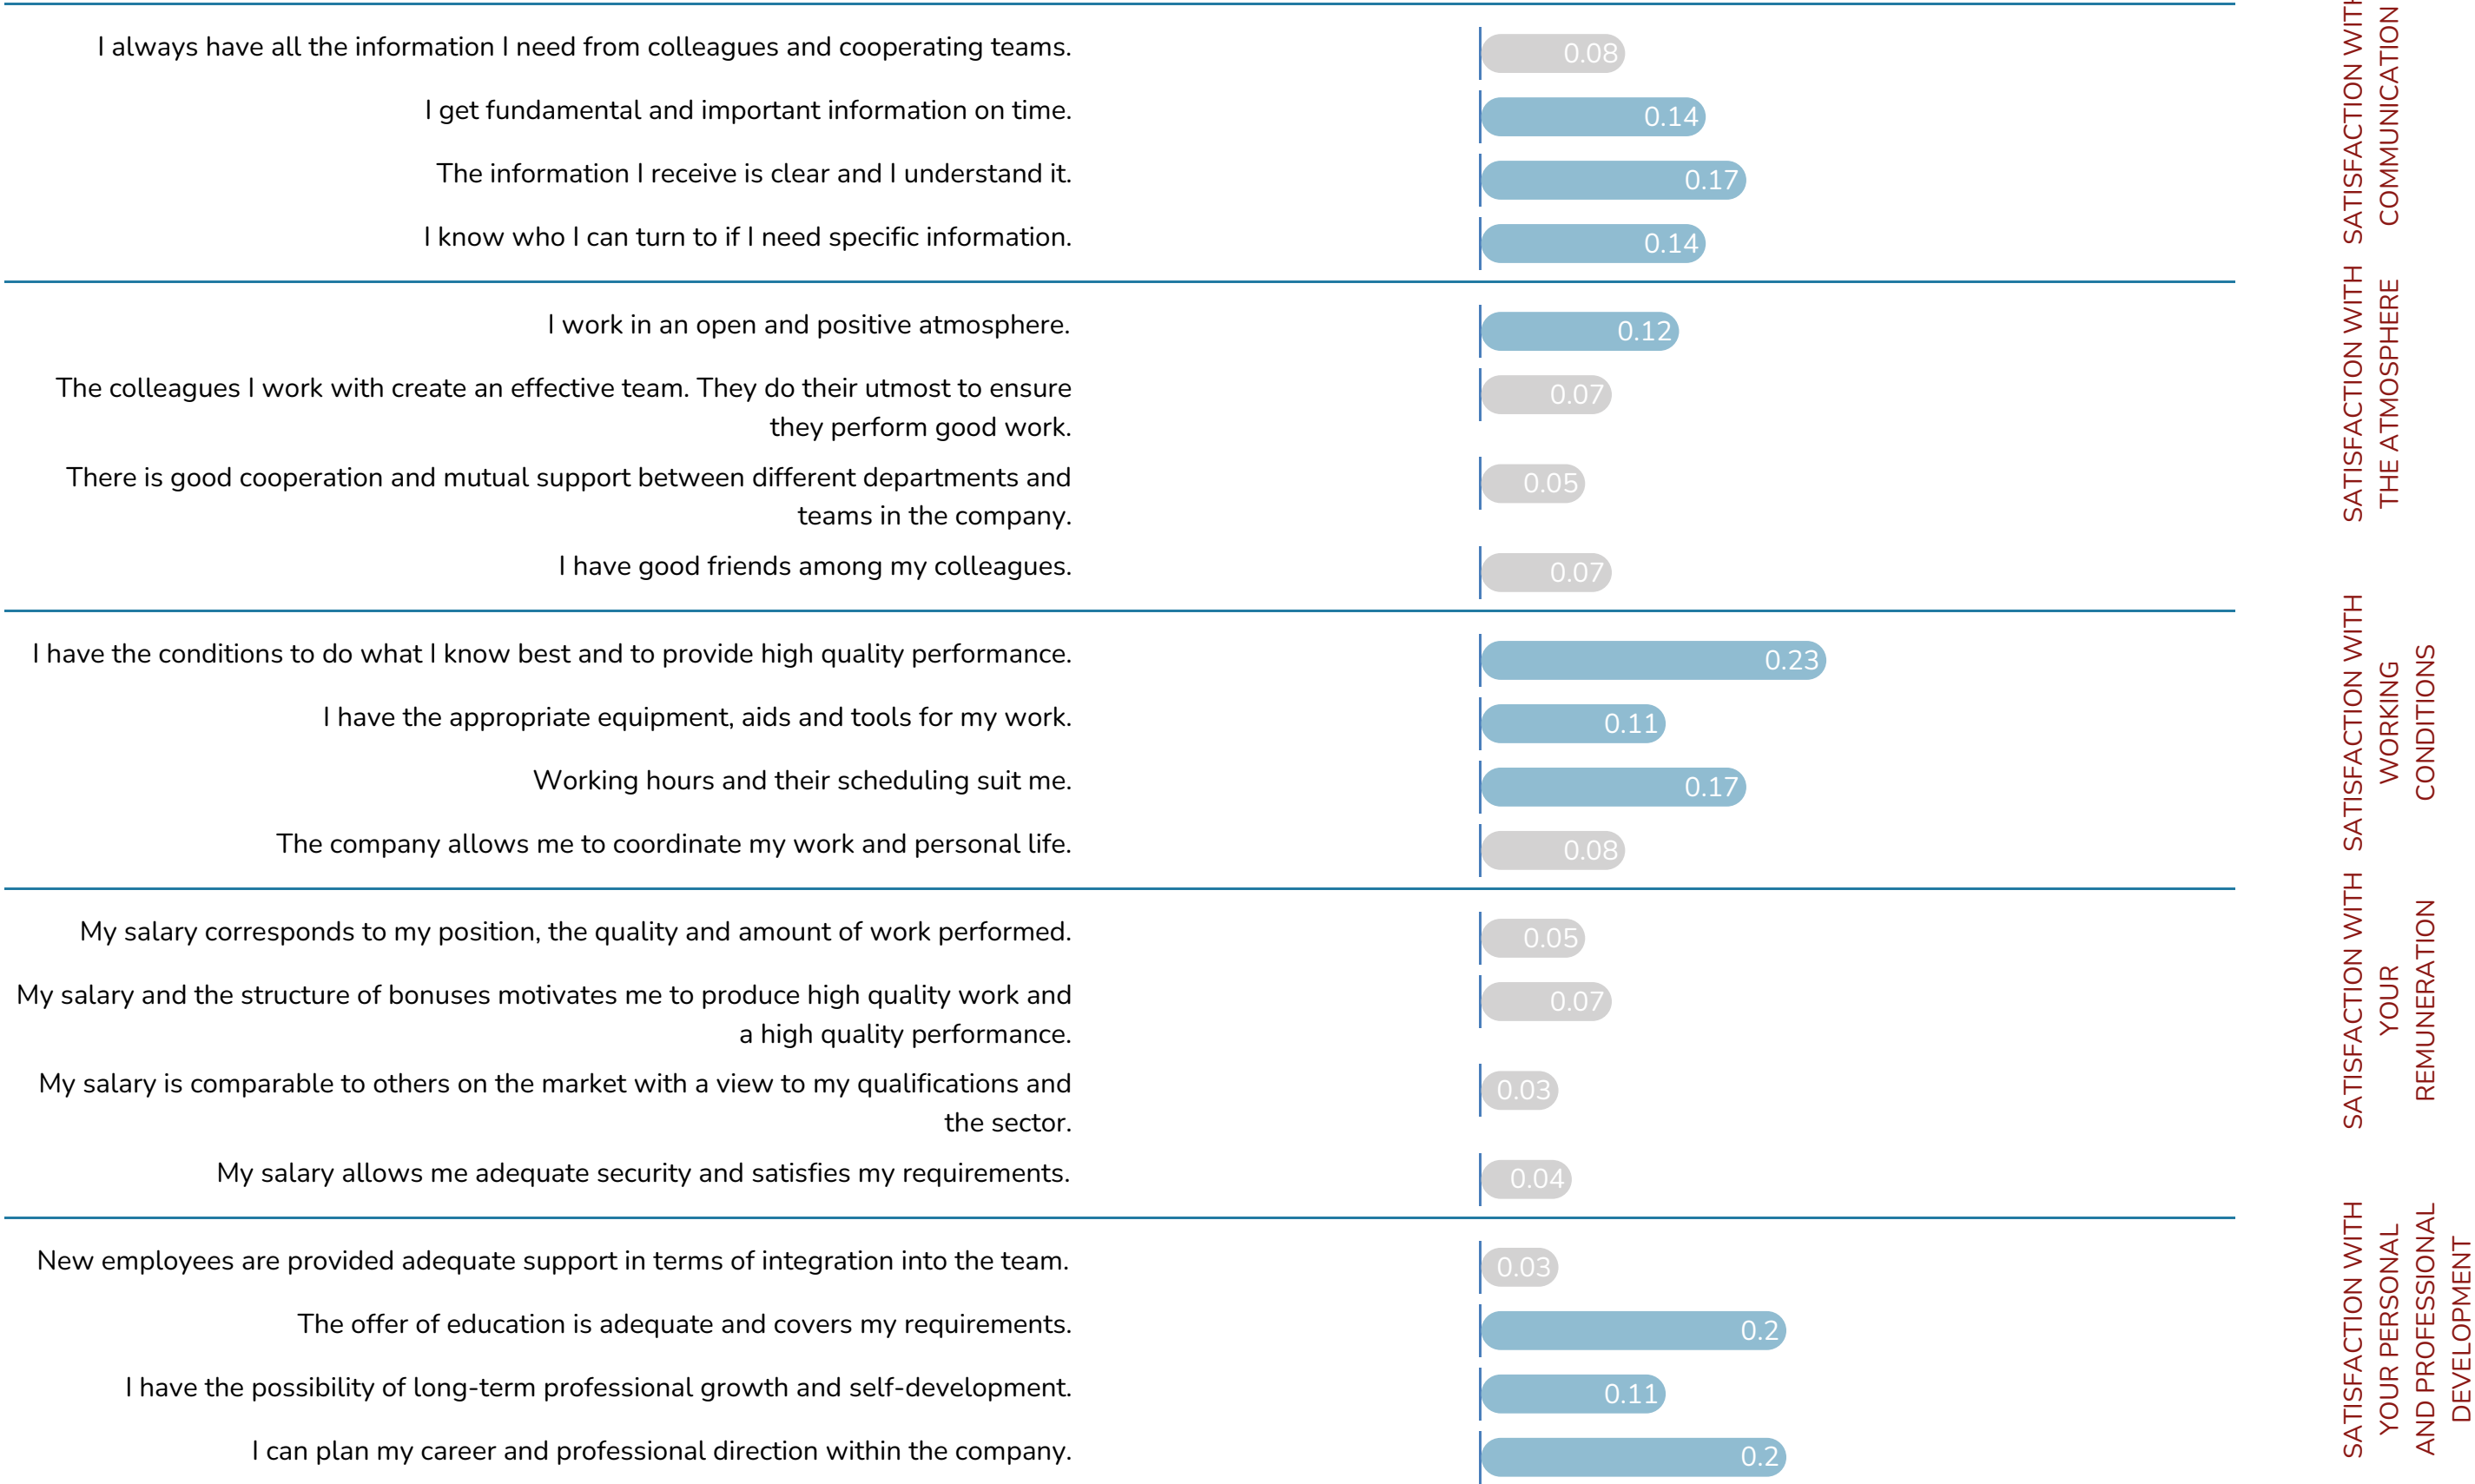 I always have all the information I need from colleagues and cooperating teams.
0.08
I get fundamental and important information on time.
0.14
The information I receive is clear and I understand it.
0.17
I know who I can turn to if I need specific information.
0.14
SATISFACTION WITH
COMMUNICATION
I work in an open and positive atmosphere.
0.12
The colleagues I work with create an effective team. They do their utmost to ensure
they perform good work.
0.07
There is good cooperation and mutual support between different departments and
teams in the company.
0.05
I have good friends among my colleagues.
0.07
SATISFACTION WITH
THE ATMOSPHERE
I have the conditions to do what I know best and to provide high quality performance.
0.23
I have the appropriate equipment, aids and tools for my work.
0.11
Working hours and their scheduling suit me.
0.17
The company allows me to coordinate my work and personal life.
0.08
SATISFACTION WITH
WORKING
CONDITIONS
My salary corresponds to my position, the quality and amount of work performed.
0.05
My salary and the structure of bonuses motivates me to produce high quality work and
a high quality performance.
0.07
My salary is comparable to others on the market with a view to my qualifications and
the sector.
0.03
My salary allows me adequate security and satisfies my requirements.
0.04
SATISFACTION WITH
YOUR
REMUNERATION
New employees are provided adequate support in terms of integration into the team.
0.03
The offer of education is adequate and covers my requirements.
0.2
I have the possibility of long-term professional growth and self-development.
0.11
I can plan my career and professional direction within the company.
0.2
SATISFACTION WITH
YOUR PERSONAL
AND PROFESSIONAL
DEVELOPMENT